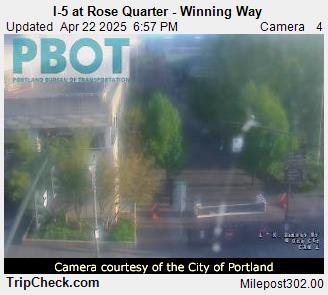 I-5 at Rose Quarter - Winning Way
Updated Apr 22 2025 6:57 PM Camera 4
PBOT
PORTLAND BUREAU OF TRANSPORTATION
Camera courtesy of the City of Portland
TripCheck.com Milepost302.00